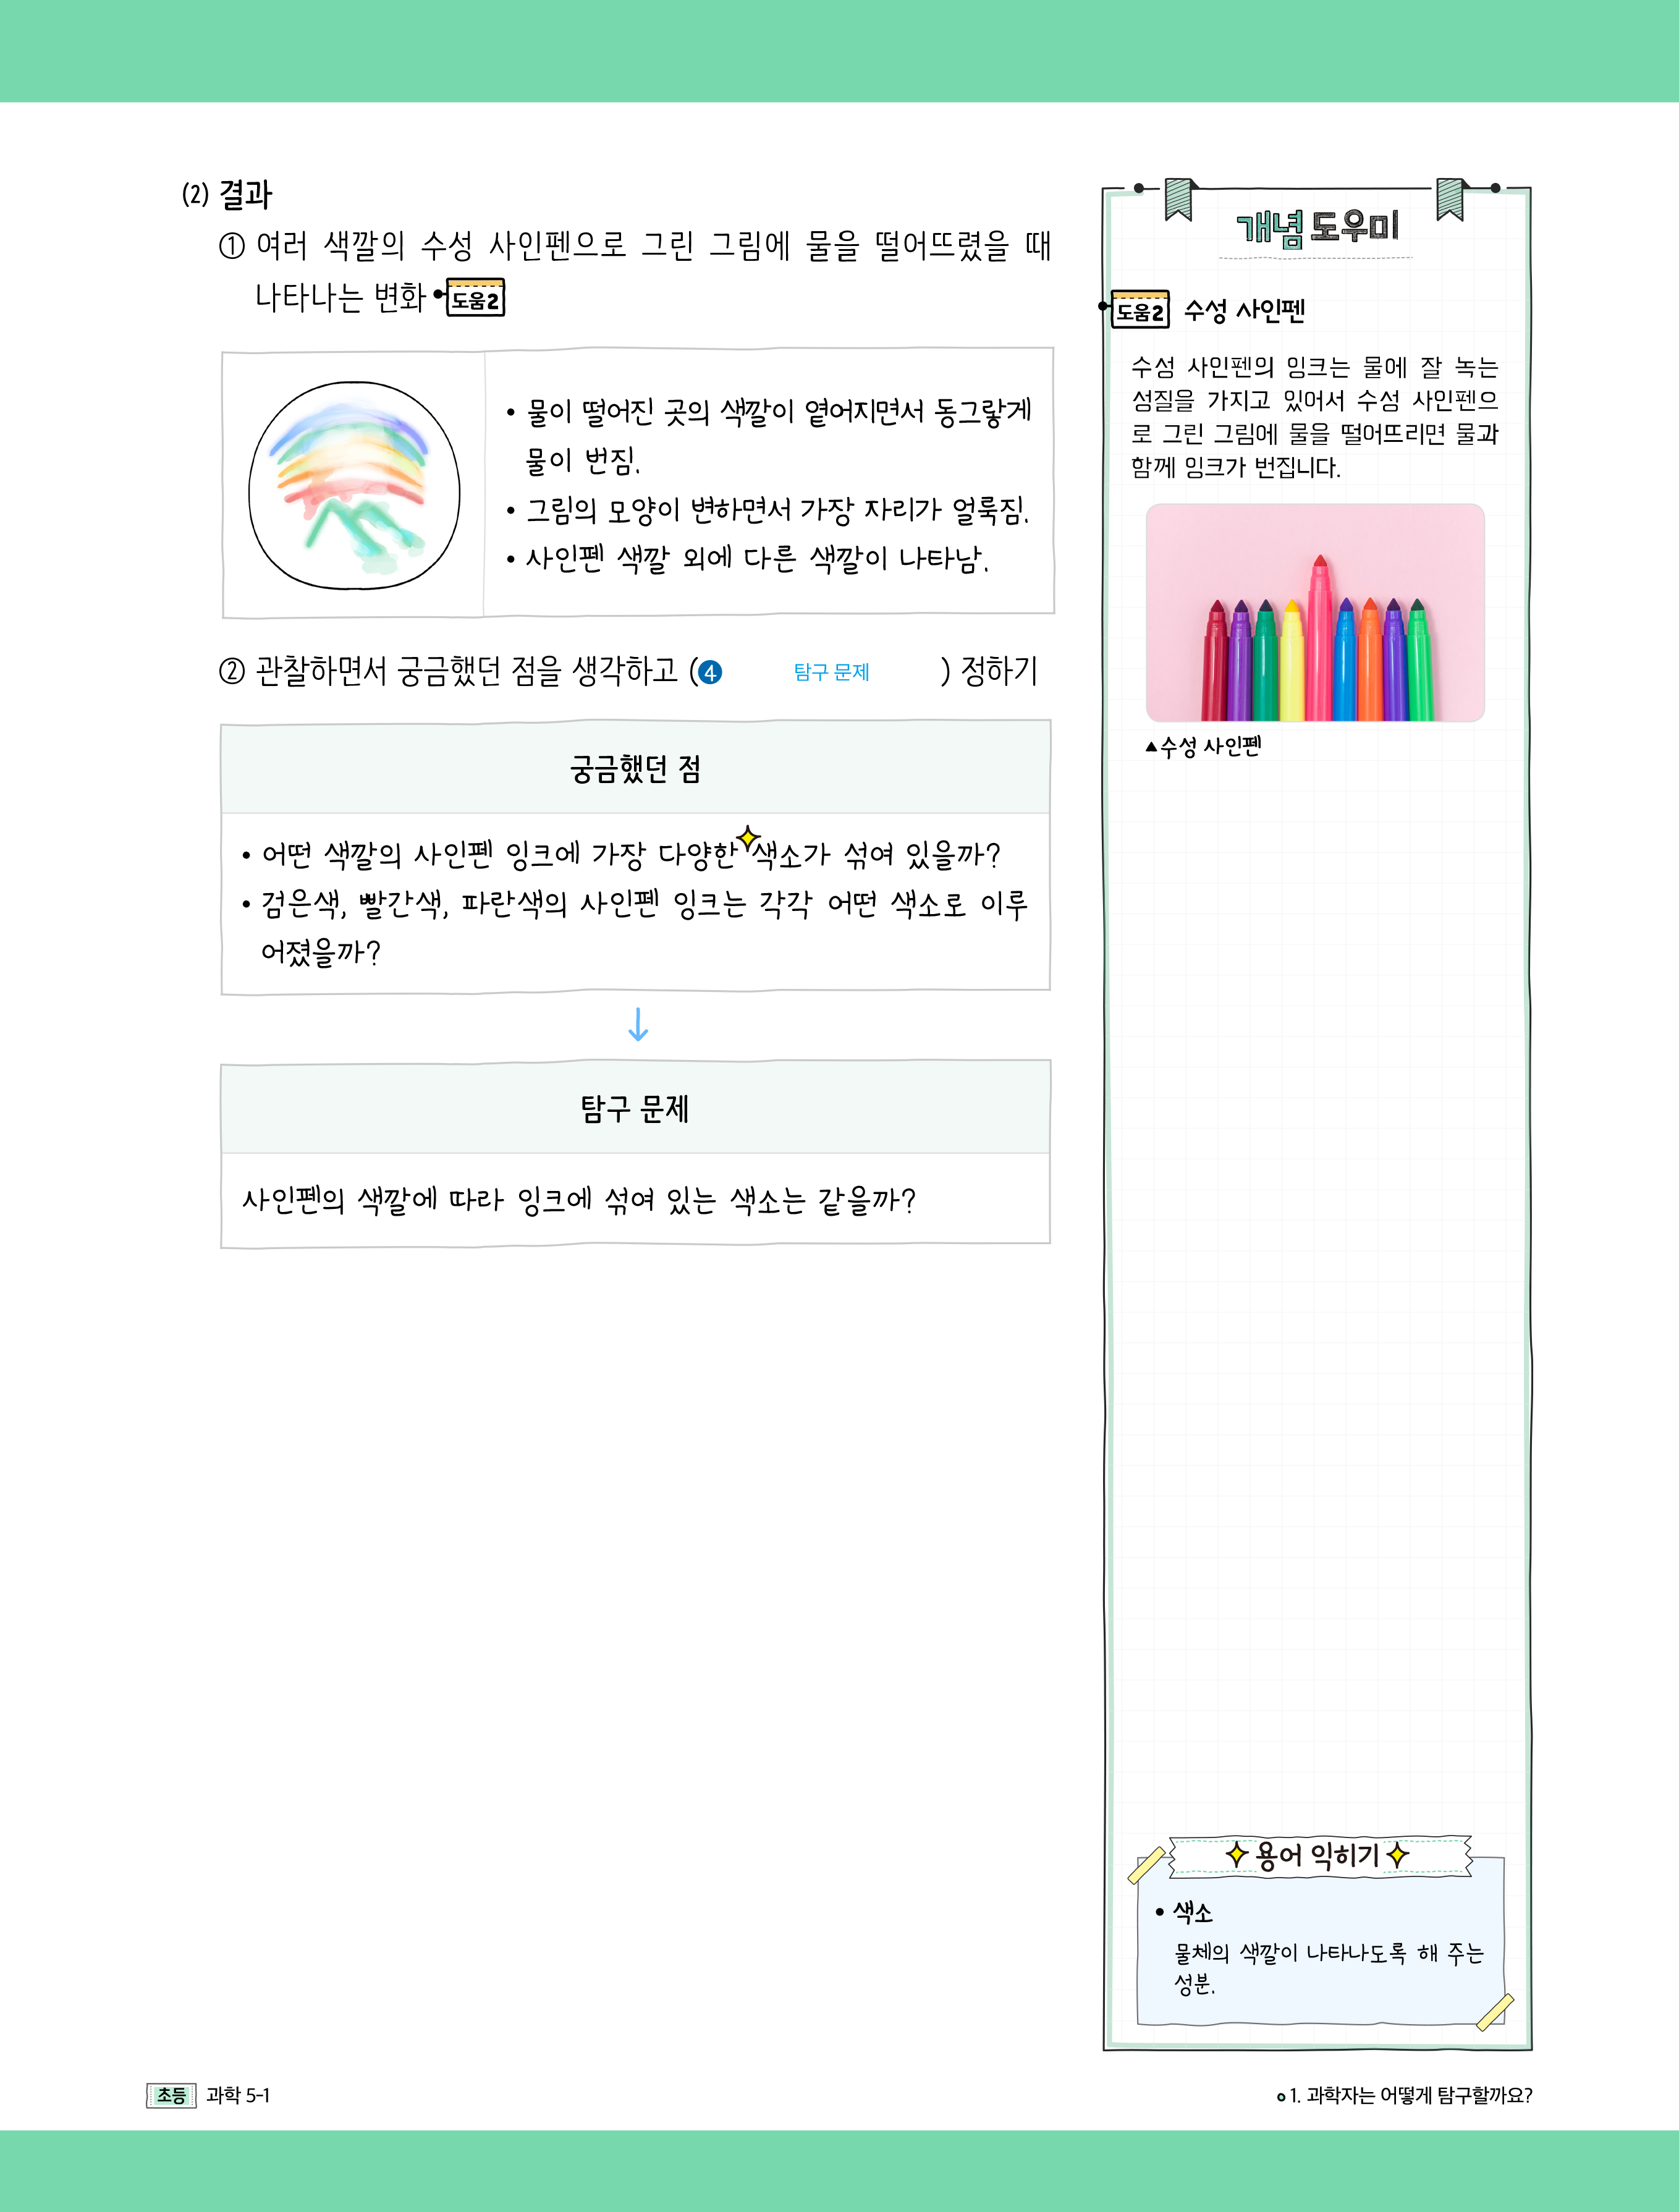 (2) 결과
① 여러 색깔의 수성 사인펜으로 그린 그림에 물을 떨어뜨렸을 때
나타나는 변화 도움2
• 물이 떨어진 곳의 색깔이 옅어지면서 동그랗게
물이 번짐.
• 그림의 모양이 변하면서 가장 자리가 얼룩짐.
• 사인펜 색깔 외에 다른 색깔이 나타남.
② 관찰하면서 궁금했던 점을 생각하고 (4 탐구 문제 ) 정하기
궁금했던 점
• 어떤 색깔의 사인펜 잉크에 가장 다양한 색소가 섞여 있을까?
• 검은색, 빨간색, 파란색의 사인펜 잉크는 각각 어떤 색소로 이루
어졌을까?
↓
탐구 문제
사인펜의 색깔에 따라 잉크에 섞여 있는 색소는 같을까?
개념 도우미
도움2 수성 사인펜
수성 사인펜의 잉크는 물에 잘 녹는
성질을 가지고 있어서 수성 사인펜으
로 그린 그림에 물을 떨어뜨리면 물과
함께 잉크가 번집니다.
▲수성 사인펜
용어 익히기
• 색소
물체의 색깔이 나타나도록 해 주는
성분.
초등 과학 5-1
1. 과학자는 어떻게 탐구할까요?